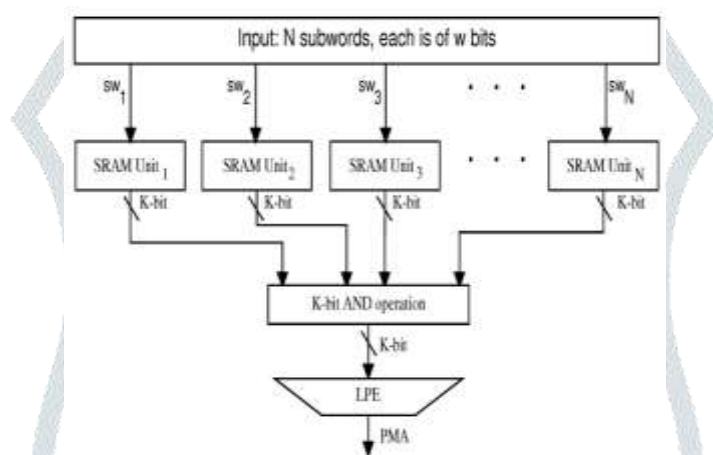 Input: N subwords, each is of w bits
sw1 sw2 sw3 . . . swN
SRAM Unit 1 SRAM Unit 2 SRAM Unit 3 . . . SRAM Unit N
K-bit K-bit K-bit K-bit
K-bit AND operation
K-bit
LPE
PMA